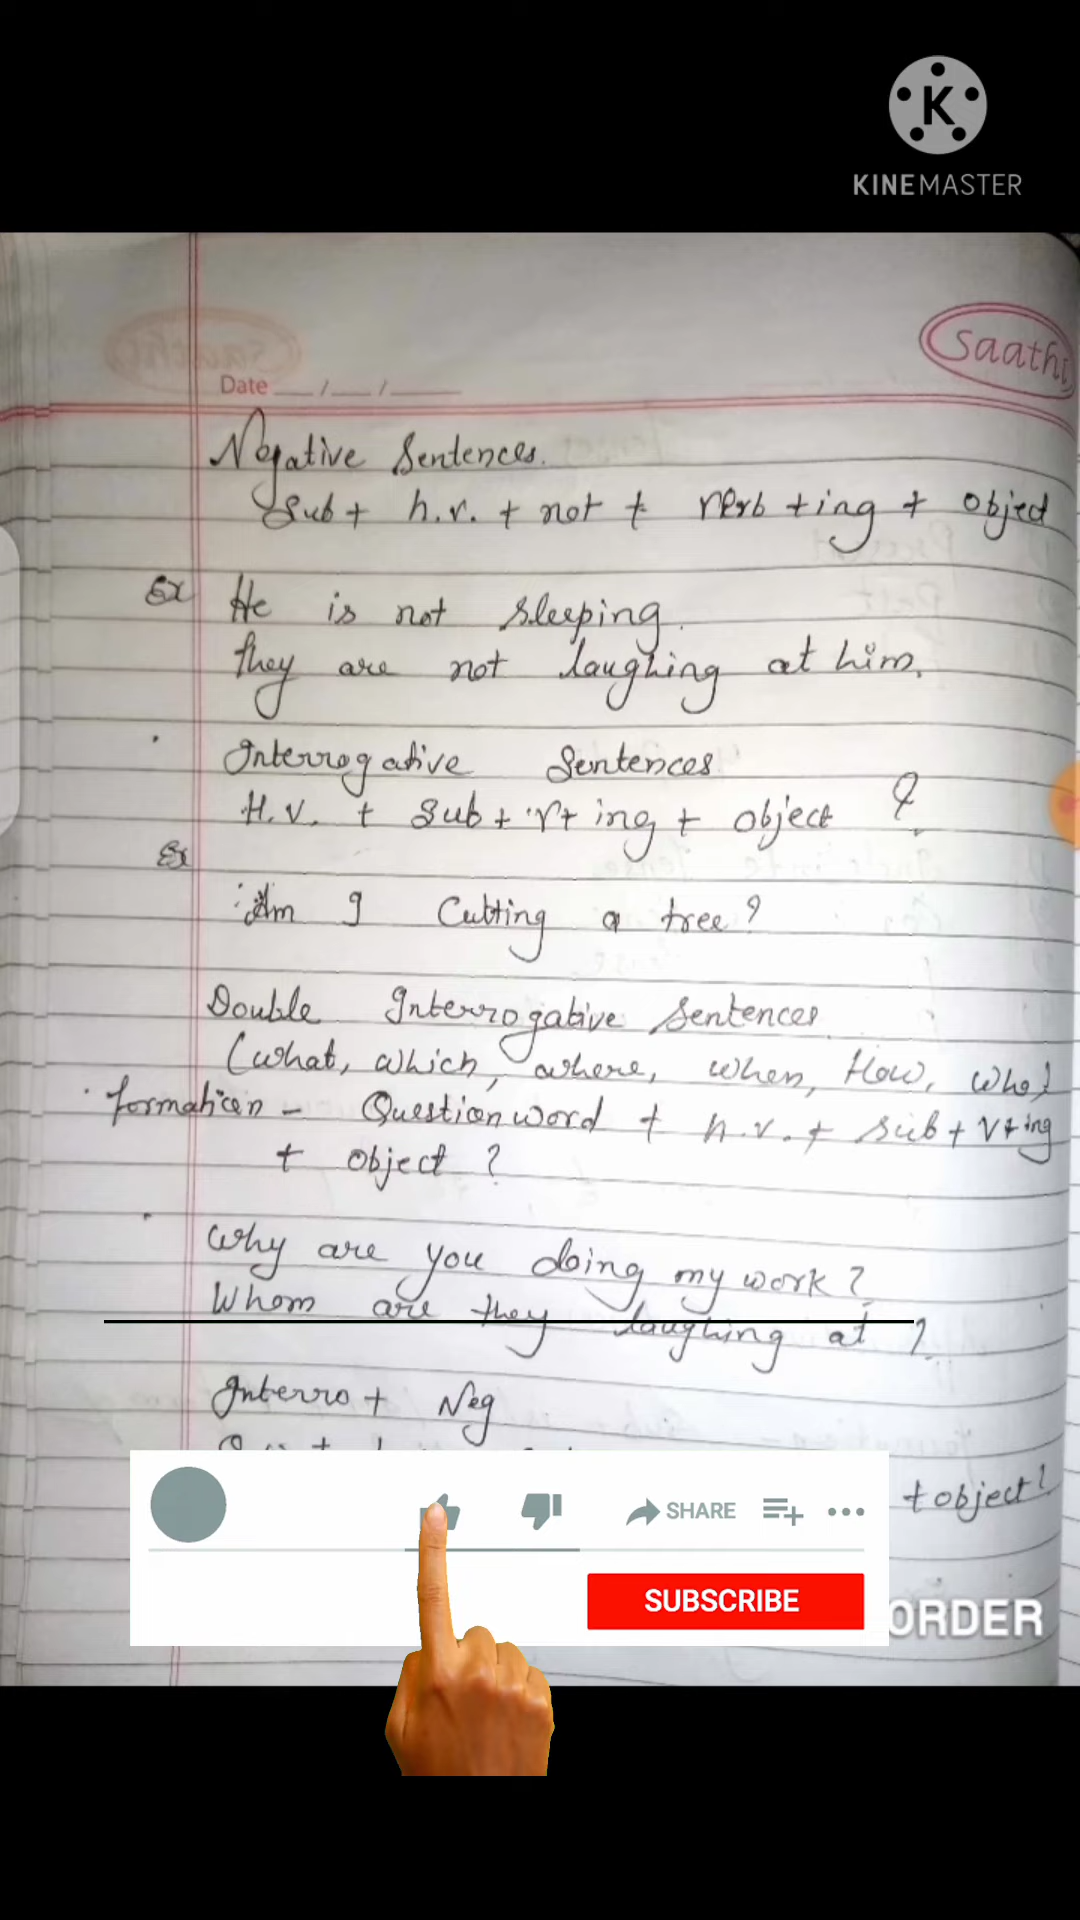 KINEMASTER
Saathi
Date __/__/____
Negative Sentences.
Sub + h.v. + not + verb + ing + object
Ex He is not sleeping.
They are not laughing at him.
Interrogative Sentences
H.V. + Sub + v + ing + object ?
Ex
Am I Cutting a tree?
Double Interrogative Sentences
(what, which, where, when, How, who)
formation - Question word + h.v. + sub + v + ing
+ object ?
Why are you doing my work ?
Whom are they laughing at ?
Interro + Neg
+ object?
SHARE
SUBSCRIBE
ORDER